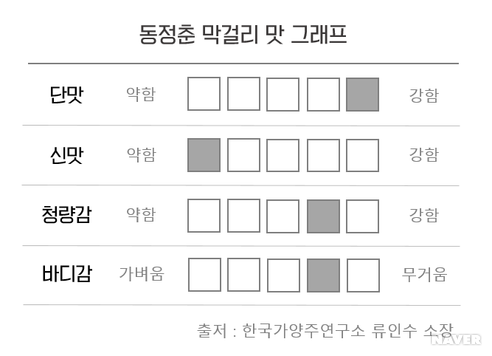 동정춘 막걸리 맛 그래프
단맛 약함 강함
신맛 약함 강함
청량감 약함 강함
바디감 가벼움 무거움
출처 : 한국가양주연구소 류인수 소장
NAVER